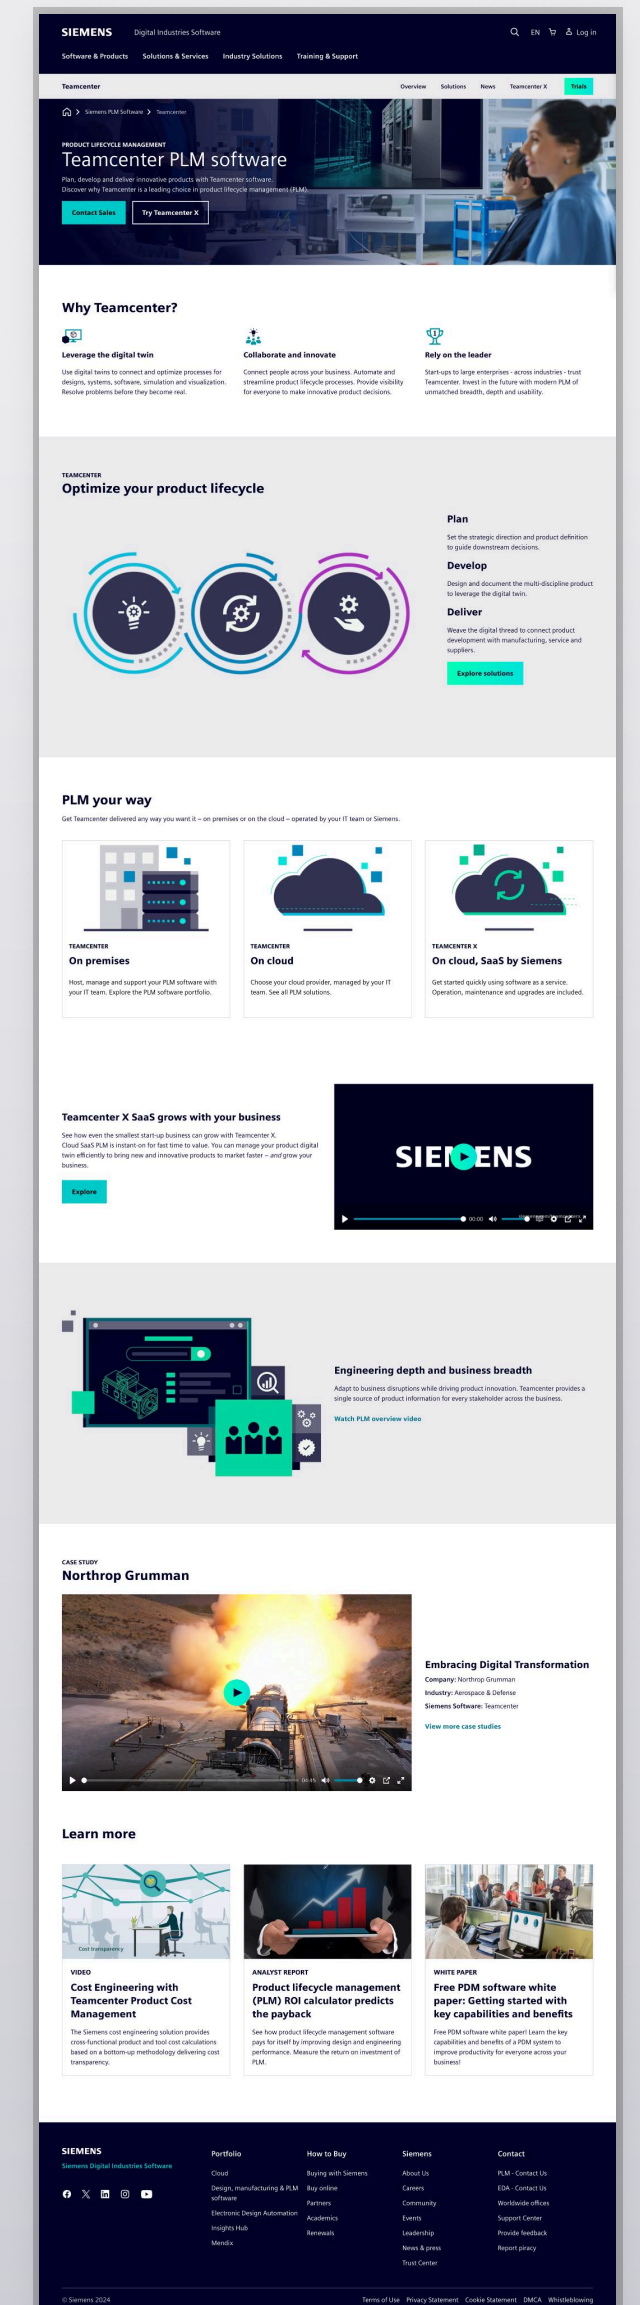 SIEMENS Digital Industries Software EN Log in
Software & Products Solutions & Services Industry Solutions Training & Support
Teamcenter Overview Solutions News Teamcenter X Trials
Siemens PLM Software Teamcenter
PRODUCT LIFECYCLE MANAGEMENT
Teamcenter PLM software
Plan, develop and deliver innovative products with Teamcenter software.
Discover why Teamcenter is a leading choice in product lifecycle management (PLM).
Contact Sales Try Teamcenter X
Why Teamcenter?
Leverage the digital twin
Use digital twins to connect and optimize processes for
designs, systems, software, simulation and visualization.
Resolve problems before they become real.
Collaborate and innovate
Connect people across your business. Automate and
streamline product lifecycle processes. Provide visibility
for everyone to make innovative product decisions.
Rely on the leader
Start-ups to large enterprises - across industries - trust
Teamcenter. Invest in the future with modern PLM of
unmatched breadth, depth and usability.
TEAMCENTER
Optimize your product lifecycle
Plan
Set the strategic direction and product definition
to guide downstream decisions.
Develop
Design and document the multi-discipline product
to leverage the digital twin.
Deliver
Weave the digital thread to connect product
development with manufacturing, service and
suppliers.
Explore solutions
PLM your way
Get Teamcenter delivered any way you want it – on premises or on the cloud – operated by your IT team or Siemens.
TEAMCENTER
On premises
Host, manage and support your PLM software with
your IT team. Explore the PLM software portfolio.
TEAMCENTER
On cloud
Choose your cloud provider, managed by your IT
team. See all PLM solutions.
TEAMCENTER X
On cloud, SaaS by Siemens
Get started quickly using software as a service.
Operation, maintenance and upgrades are included.
Teamcenter X SaaS grows with your business
See how even the smallest start-up business can grow with Teamcenter X.
Cloud SaaS PLM is instant-on for fast time to value. You can manage your product digital
twin efficiently to bring new and innovative products to market faster – and grow your
business.
Explore
SIEMENS
00:00
Engineering depth and business breadth
Adapt to business disruptions while driving product innovation. Teamcenter provides a
single source of product information for every stakeholder across the business.
Watch PLM overview video
CASE STUDY
Northrop Grumman
04:45
Embracing Digital Transformation
Company: Northrop Grumman
Industry: Aerospace & Defense
Siemens Software: Teamcenter
View more case studies
Learn more
Cost transparency
VIDEO
Cost Engineering with
Teamcenter Product Cost
Management
The Siemens cost engineering solution provides
cross-functional product and tool cost calculations
based on a bottom-up methodology delivering cost
transparency.
ANALYST REPORT
Product lifecycle management
(PLM) ROI calculator predicts
the payback
See how product lifecycle management software
pays for itself by improving design and engineering
performance. Measure the return on investment of
PLM.
WHITE PAPER
Free PDM software white
paper: Getting started with
key capabilities and benefits
Free PDM software white paper! Learn the key
capabilities and benefits of a PDM system to
improve productivity for everyone across your
business!
SIEMENS
Siemens Digital Industries Software
Portfolio
Cloud
Design, manufacturing & PLM
software
Electronic Design Automation
Insights Hub
Mendix
How to Buy
Buying with Siemens
Buy online
Partners
Academics
Renewals
Siemens
About Us
Careers
Community
Events
Leadership
News & press
Trust Center
Contact
PLM - Contact Us
EDA - Contact Us
Worldwide offices
Support Center
Provide feedback
Report piracy
© Siemens 2024 Terms of Use Privacy Statement Cookie Statement DMCA Whistleblowing